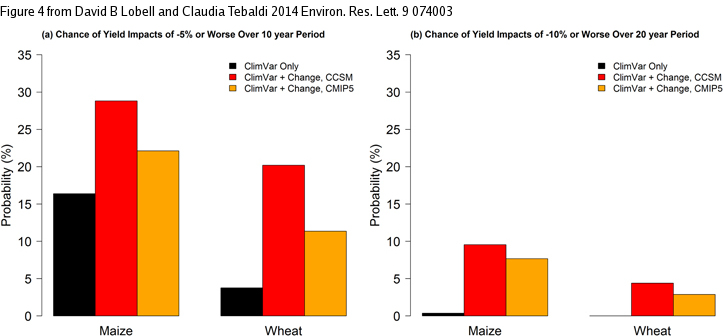 Figure 4 from David B Lobell and Claudia Tebaldi 2014 Environ. Res. Lett. 9 074003
(a) Chance of Yield Impacts of -5% or Worse Over 10 year Period
ClimVar Only
ClimVar + Change, CCSM
ClimVar + Change, CMIP5
Probability (%)
35
30
25
20
15
10
5
0
Maize
Wheat
(b) Chance of Yield Impacts of -10% or Worse Over 20 year Period
ClimVar Only
ClimVar + Change, CCSM
ClimVar + Change, CMIP5
Probability (%)
35
30
25
20
15
10
5
0
Maize
Wheat